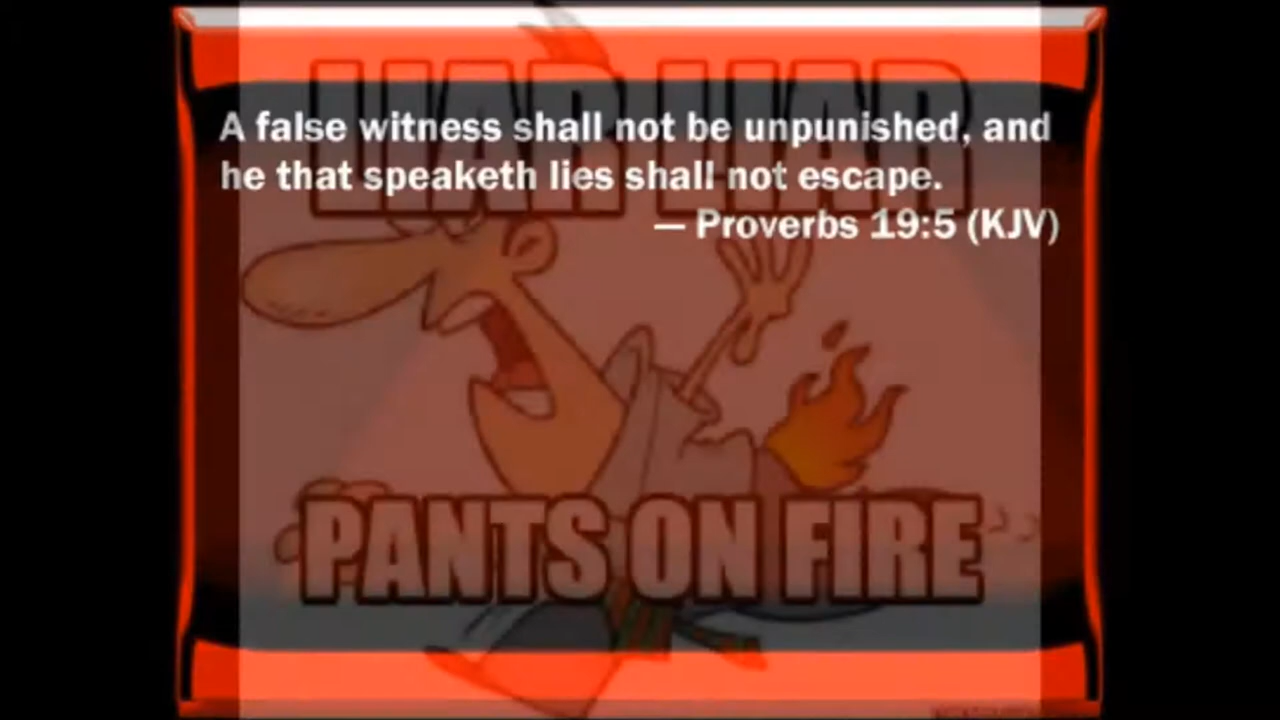 LIAR LIAR
A false witness shall not be unpunished, and
he that speaketh lies shall not escape.
— Proverbs 19:5 (KJV)
PANTS ON FIRE